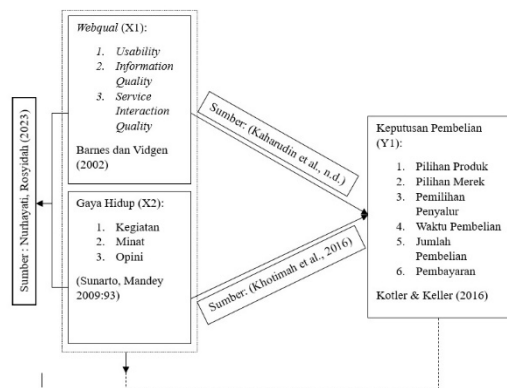 Webqual (X1):
1. Usability
2. Information
Quality
3. Service
Interaction
Quality
Barnes dan Vidgen
(2002)
Gaya Hidup (X2):
1. Kegiatan
2. Minat
3. Opini
(Sunarto, Mandey
2009:93)
Sumber : Nurhayati, Rosyidah (2023)
Sumber: (Kaharudin et al., n.d.)
Sumber: (Khotimah et al., 2016)
Keputusan Pembelian
(Y1):
1. Pilihan Produk
2. Pilihan Merek
3. Pemilihan
Penyalur
4. Waktu Pembelian
5. Jumlah
Pembelian
6. Pembayaran
Kotler & Keller (2016)